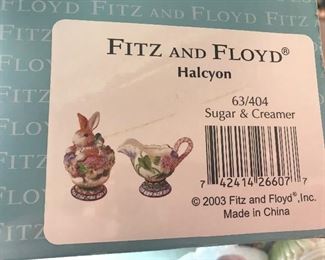 FITZ AND FLOYD®
Halcyon
63/404
Sugar & Creamer
7 42414 26607 7
© 2003 Fitz and Floyd®, Inc.
Made in China